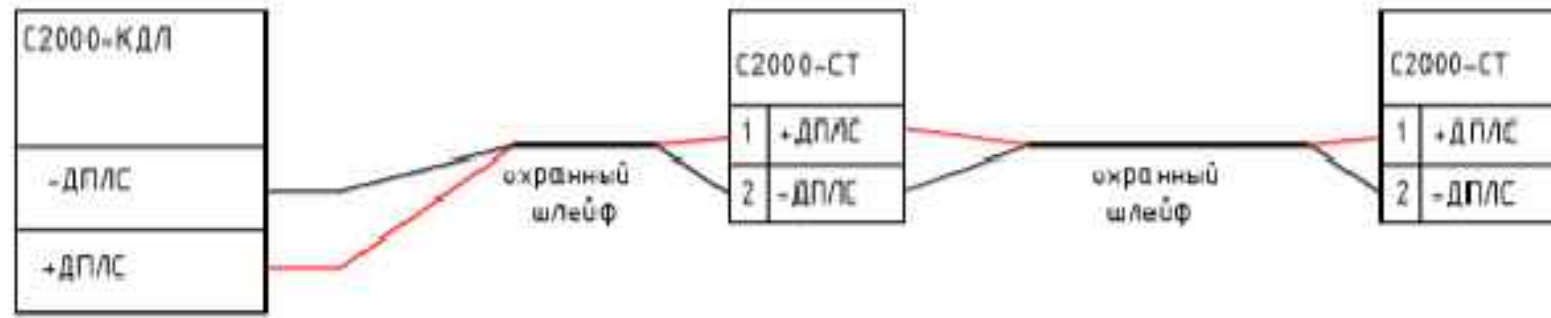 С2000-КДЛ
-ДПЛС
+ДПЛС
охранный
шлейф
С2000-СТ
1 +ДПЛС
2 -ДПЛС
охранный
шлейф
С2000-СТ
1 +ДПЛС
2 -ДПЛС